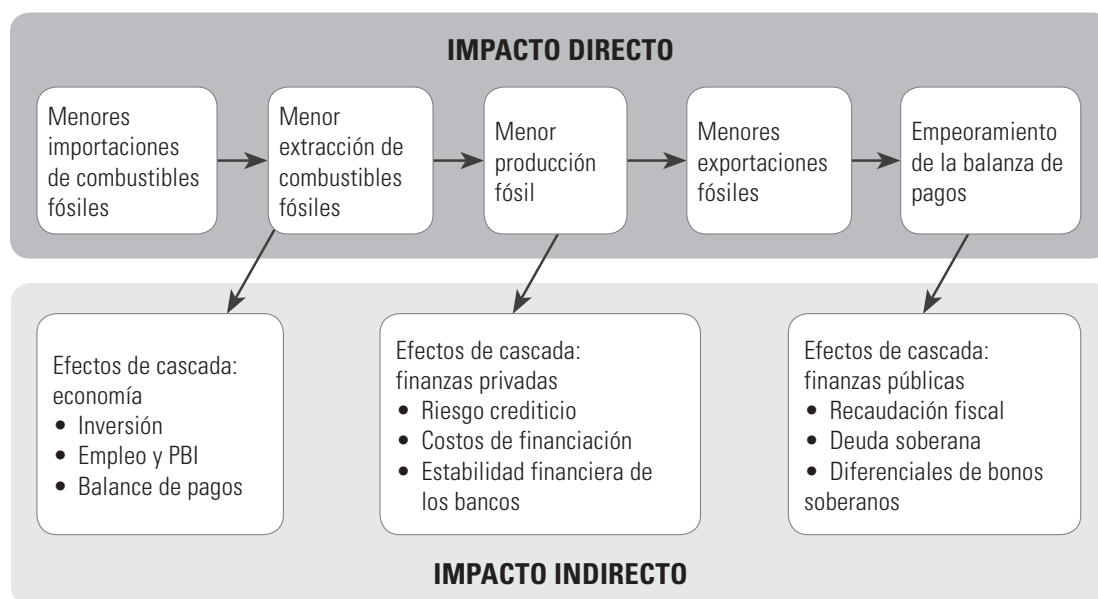 IMPACTO DIRECTO
Menores
importaciones
de combustibles
fósiles
Menor
extracción de
combustibles
fósiles
Menor
producción
fósil
Menores
exportaciones
fósiles
Empeoramiento
de la balanza de
pagos
Efectos de cascada:
economía
• Inversión
• Empleo y PBI
• Balance de pagos
Efectos de cascada:
finanzas privadas
• Riesgo crediticio
• Costos de financiación
• Estabilidad financiera de
los bancos
Efectos de cascada:
finanzas públicas
• Recaudación fiscal
• Deuda soberana
• Diferenciales de bonos
soberanos
IMPACTO INDIRECTO